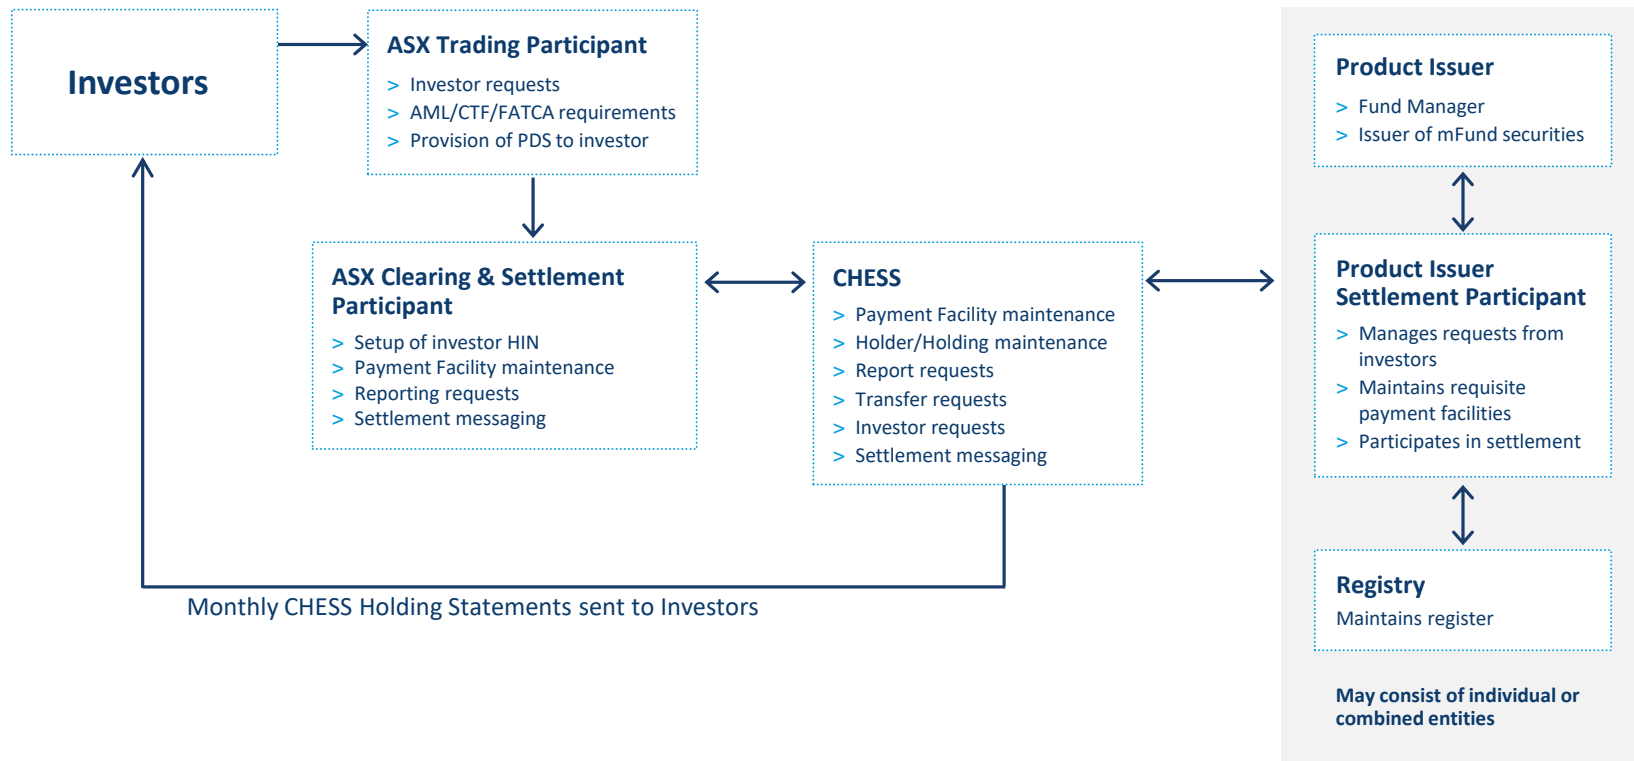 Investors
ASX Trading Participant
> Investor requests
> AML/CTF/FATCA requirements
> Provision of PDS to investor
ASX Clearing & Settlement
Participant
> Setup of investor HIN
> Payment Facility maintenance
> Reporting requests
> Settlement messaging
CHESS
> Payment Facility maintenance
> Holder/Holding maintenance
> Report requests
> Transfer requests
> Investor requests
> Settlement messaging
Monthly CHESS Holding Statements sent to Investors
Product Issuer
> Fund Manager
> Issuer of mFund securities
Product Issuer
Settlement Participant
> Manages requests from
investors
> Maintains requisite
payment facilities
> Participates in settlement
Registry
Maintains register
May consist of individual or
combined entities